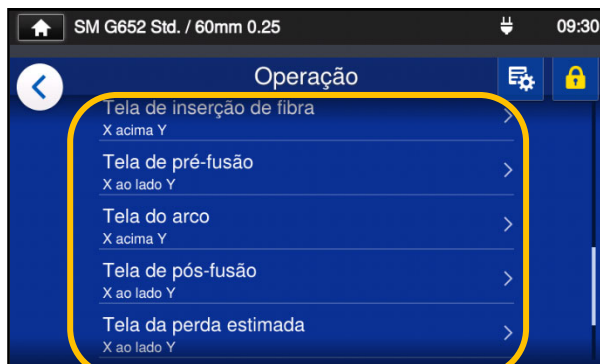 SM G652 Std. / 60mm 0.25 09:30
Operação
Tela de inserção de fibra
X acima Y
Tela de pré-fusão
X ao lado Y
Tela do arco
X acima Y
Tela de pós-fusão
X ao lado Y
Tela da perda estimada
X ao lado Y